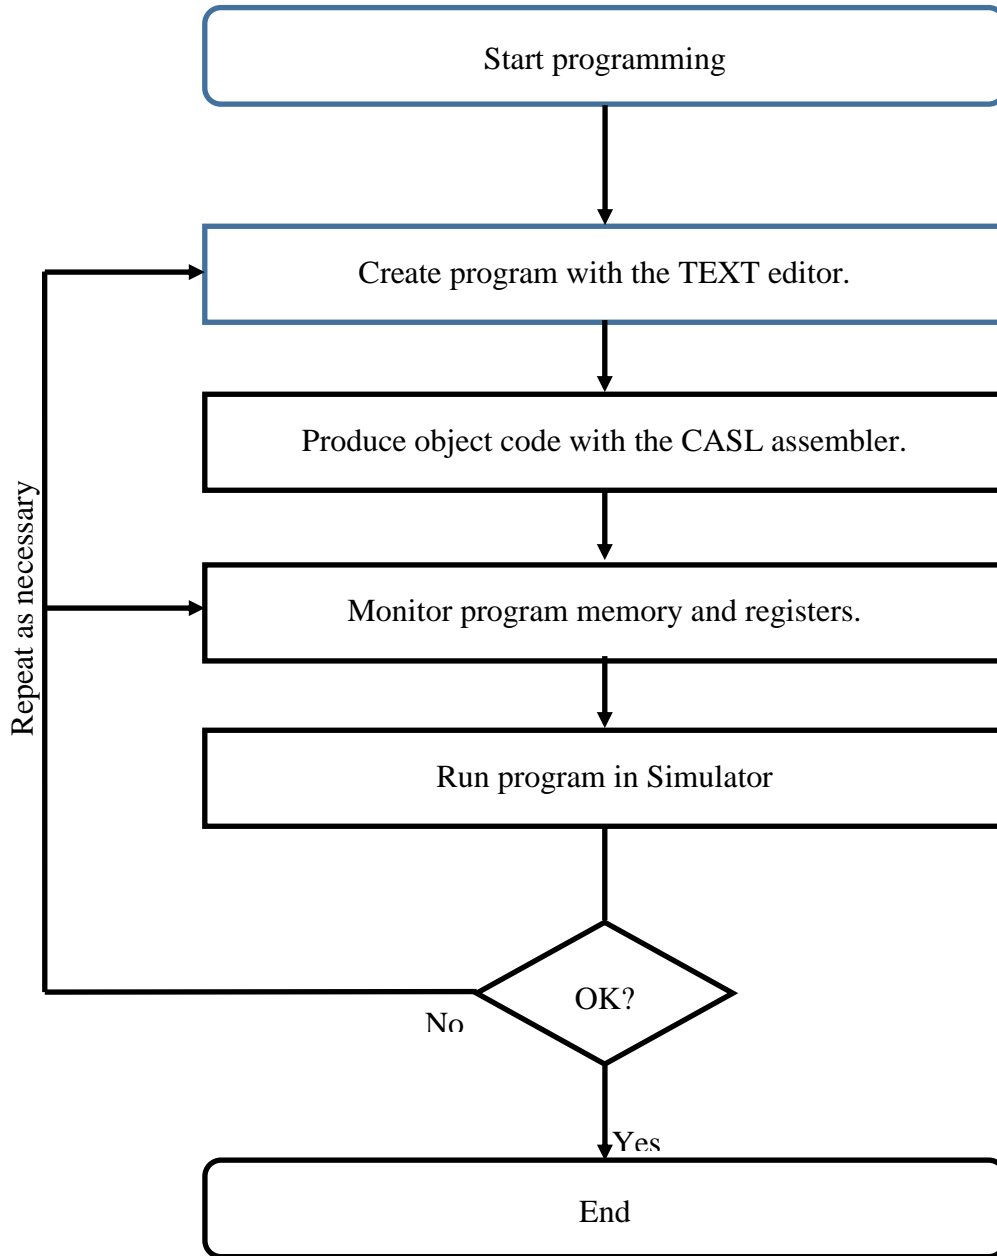 Start programming
Create program with the TEXT editor.
Produce object code with the CASL assembler.
Monitor program memory and registers.
Repeat as necessary
Run program in Simulator
OK?
No
Yes
End